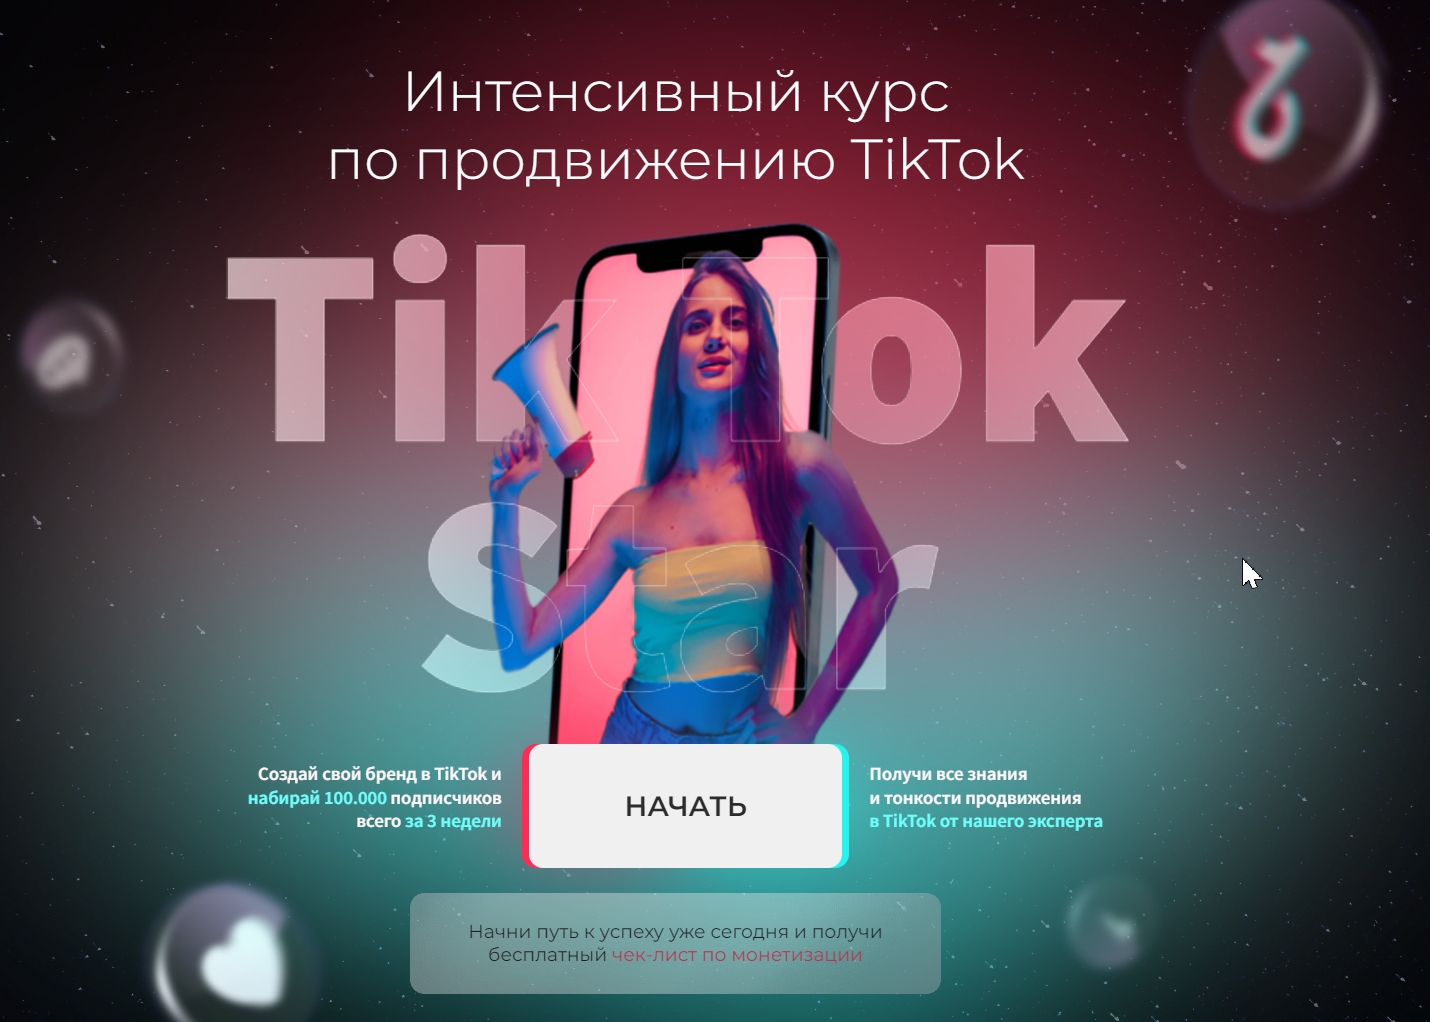 Интенсивный курс
по продвижению TikTok
Tik Tok
Star
Создай свой бренд в TikTok и
набирай 100.000 подписчиков
всего за 3 недели
НАЧАТЬ
Получи все знания
и тонкости продвижения
в TikTok от нашего эксперта
Начни путь к успеху уже сегодня и получи
бесплатный чек-лист по монетизации